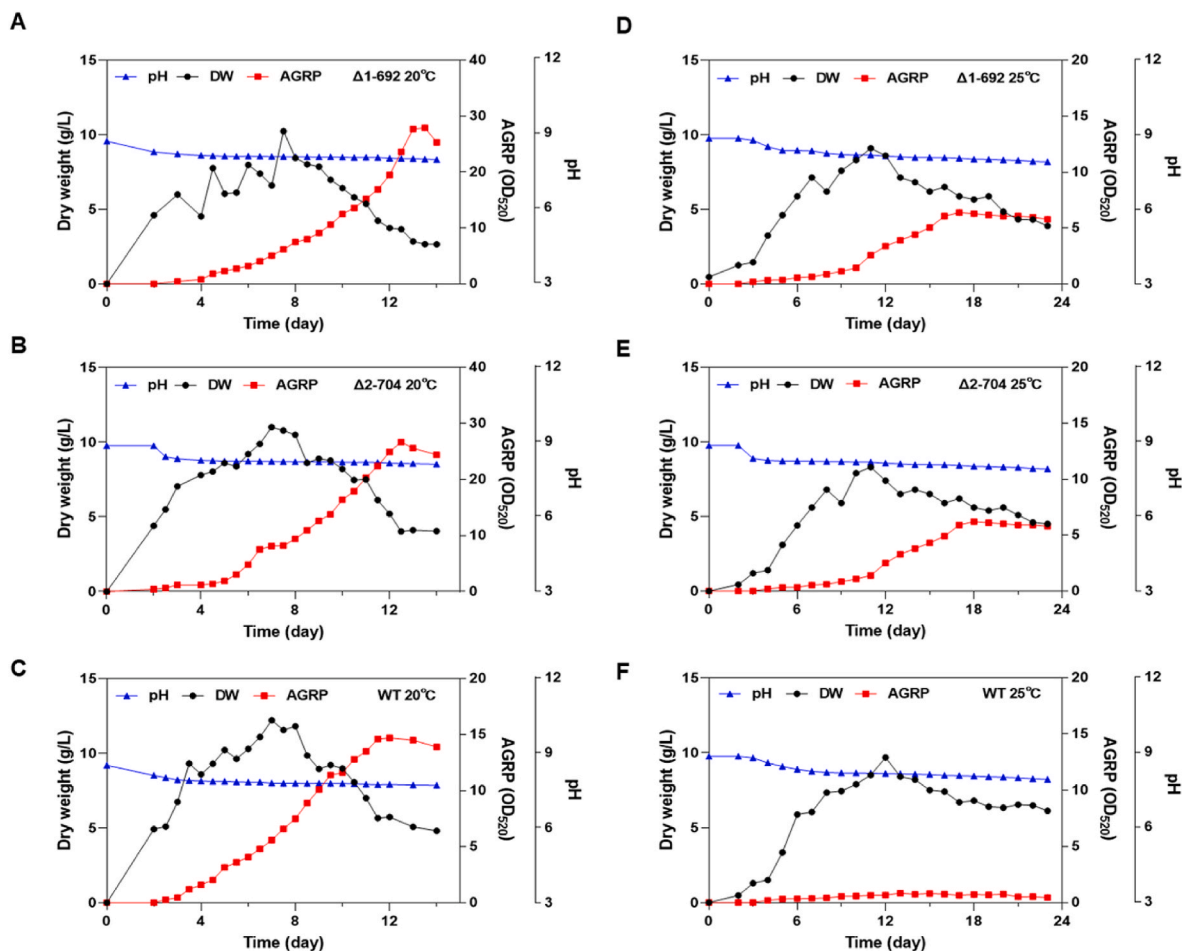 A
pH DW AGRP Δ1-692 20°C
15
10
5
0
Dry weight (g/L)
40
30
20
10
0
AGRP (OD520)
12
9
6
3
pH
0 4 8 12
Time (day)
D
pH DW AGRP Δ1-692 25°C
15
10
5
0
Dry weight (g/L)
20
15
10
5
0
AGRP (OD520)
12
9
6
3
pH
0 6 12 18 24
Time (day)
B
pH DW AGRP Δ2-704 20°C
15
10
5
0
Dry weight (g/L)
40
30
20
10
0
AGRP (OD520)
12
9
6
3
pH
0 4 8 12
Time (day)
E
pH DW AGRP Δ2-704 25°C
15
10
5
0
Dry weight (g/L)
20
15
10
5
0
AGRP (OD520)
12
9
6
3
pH
0 6 12 18 24
Time (day)
C
pH DW AGRP WT 20°C
15
10
5
0
Dry weight (g/L)
20
15
10
5
0
AGRP (OD520)
12
9
6
3
pH
0 4 8 12
Time (day)
F
pH DW AGRP WT 25°C
15
10
5
0
Dry weight (g/L)
20
15
10
5
0
AGRP (OD520)
12
9
6
3
pH
0 6 12 18 24
Time (day)